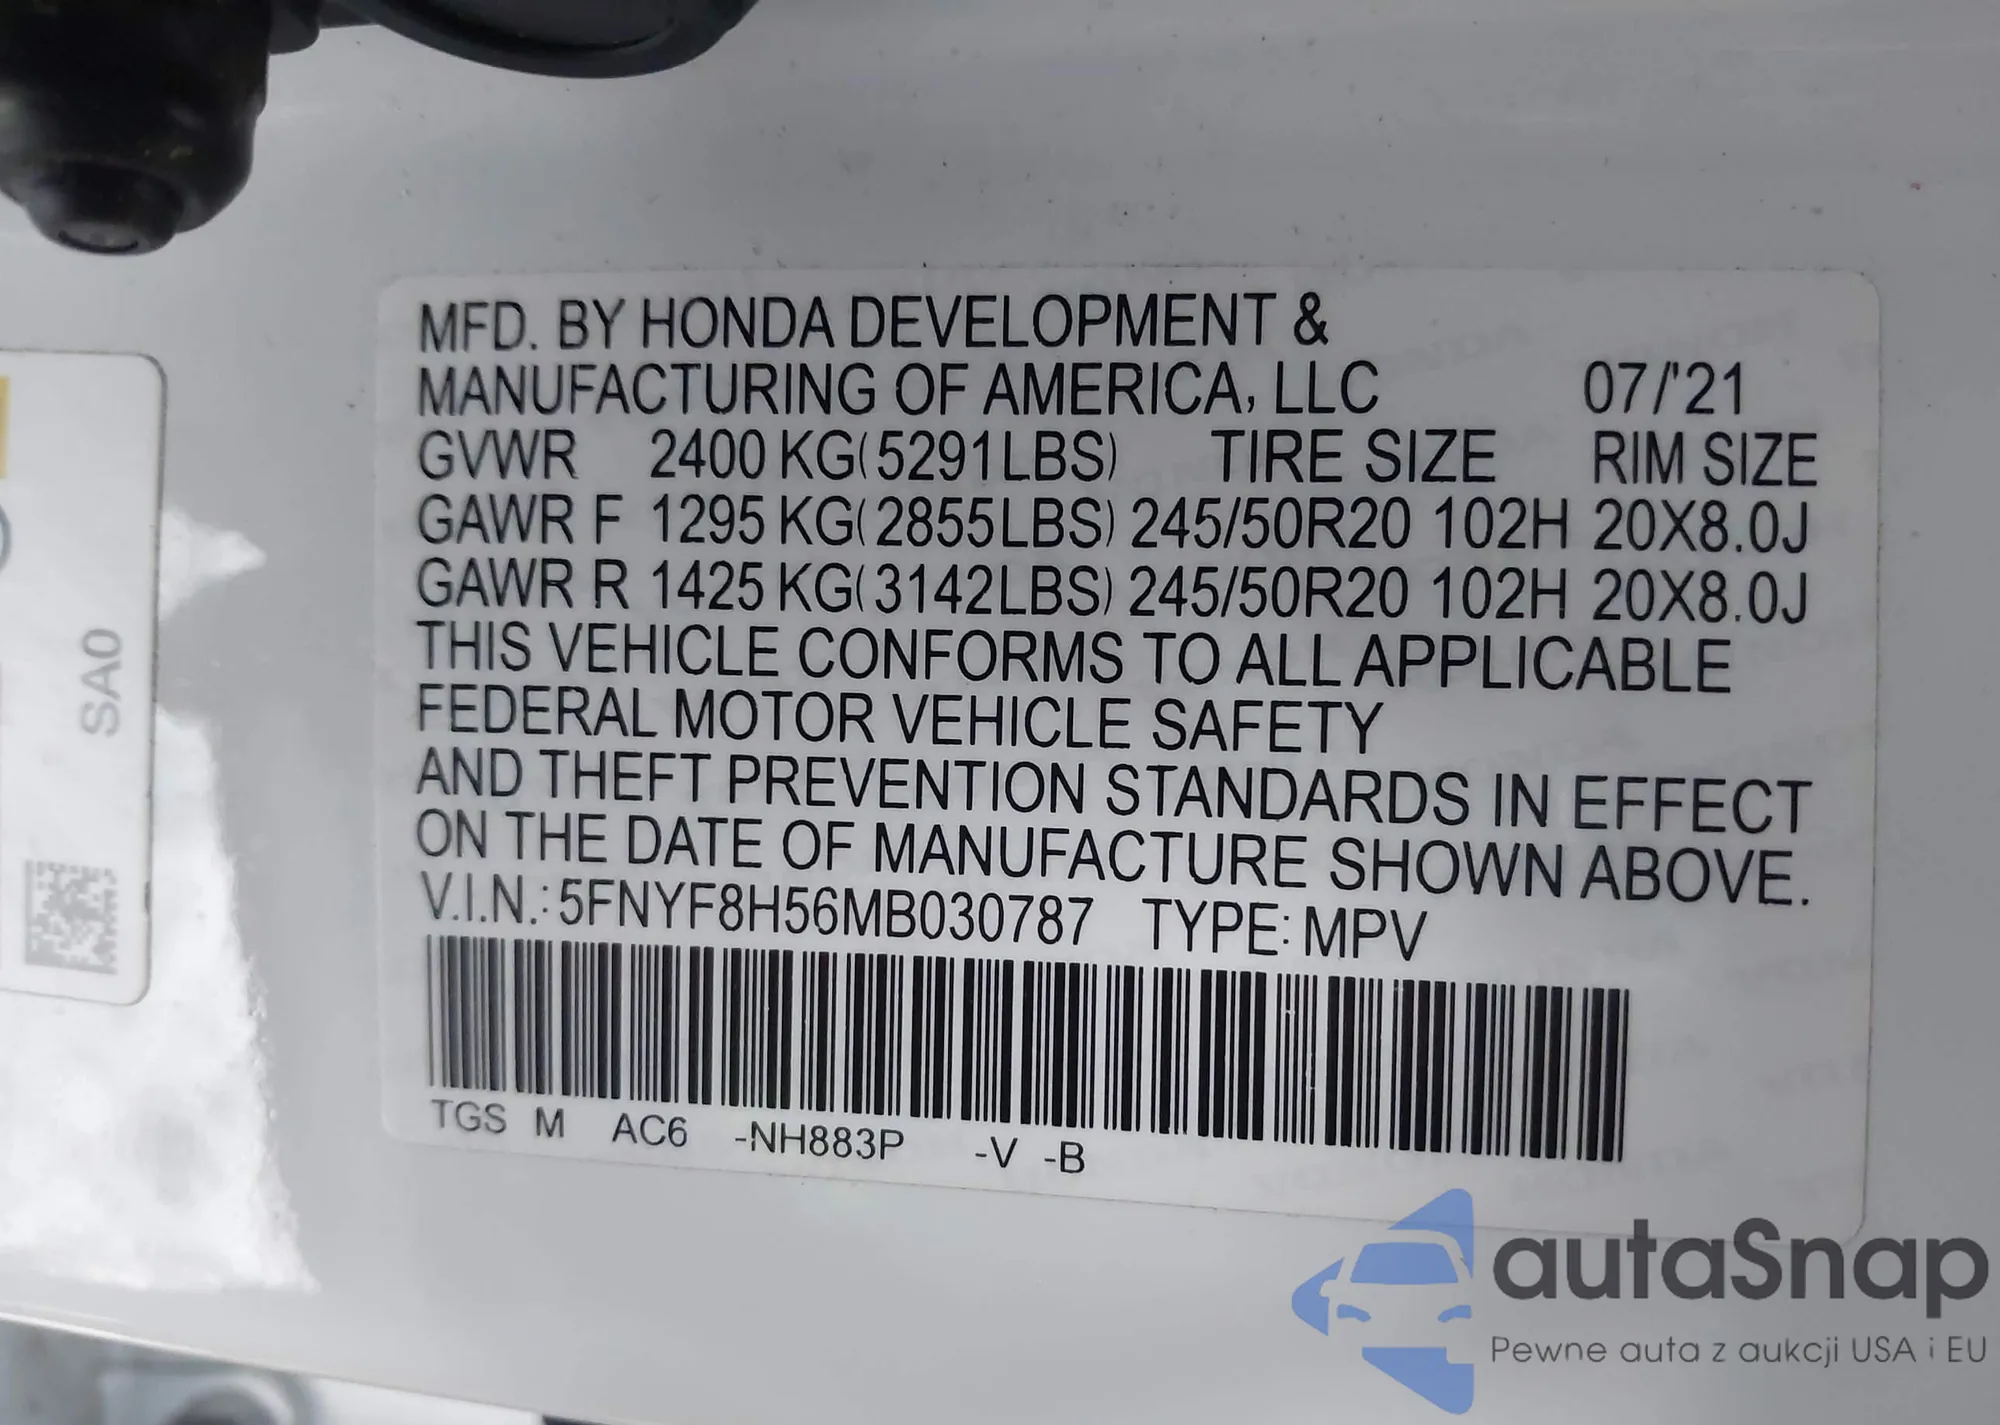 MFD. BY HONDA DEVELOPMENT &
MANUFACTURING OF AMERICA, LLC 07/'21
GVWR 2400 KG(5291LBS) TIRE SIZE RIM SIZE
GAWR F 1295 KG(2855LBS) 245/50R20 102H 20X8.0J
GAWR R 1425 KG(3142LBS) 245/50R20 102H 20X8.0J
THIS VEHICLE CONFORMS TO ALL APPLICABLE
FEDERAL MOTOR VEHICLE SAFETY
AND THEFT PREVENTION STANDARDS IN EFFECT
ON THE DATE OF MANUFACTURE SHOWN ABOVE.
V.I.N.: 5FNYF8H56MB030787 TYPE: MPV
TGS M AC6 -NH883P -V -B
SA0
autaSnap
Pewne auta z aukcji USA i EU